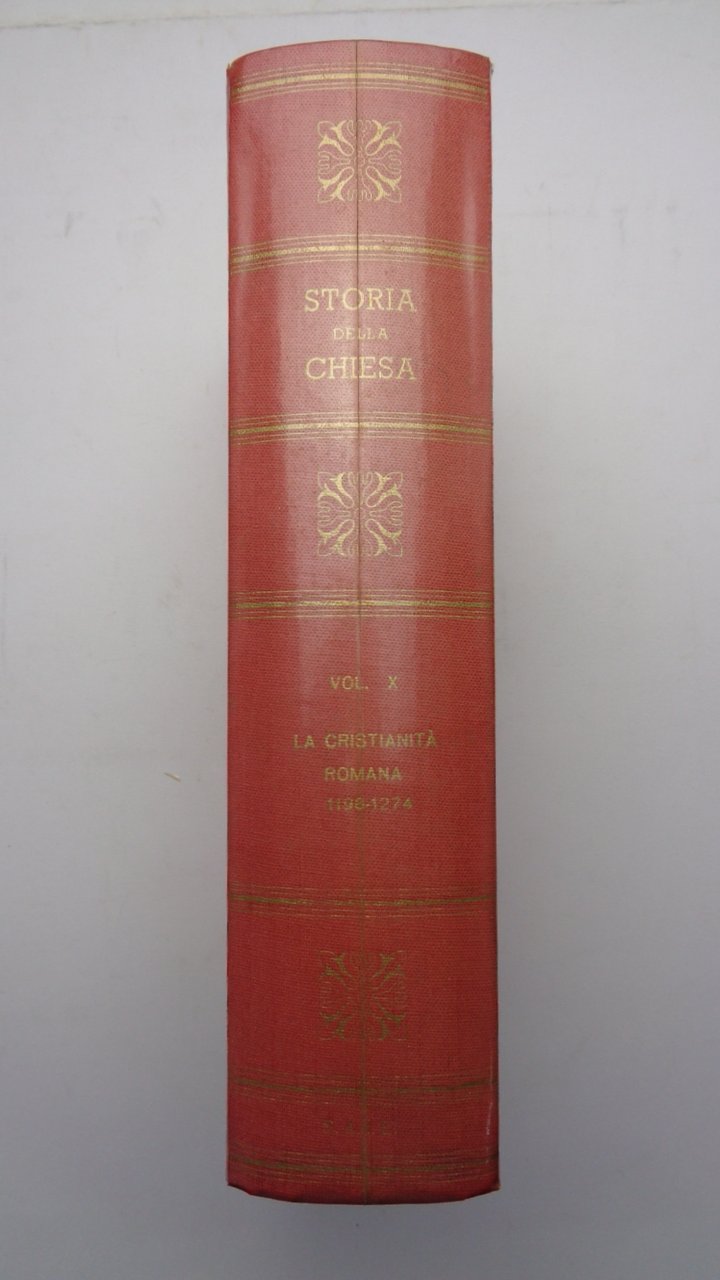 STORIA
DELLA
CHIESA
VOL. X
LA CRISTIANITÀ
ROMANA
1198-1274